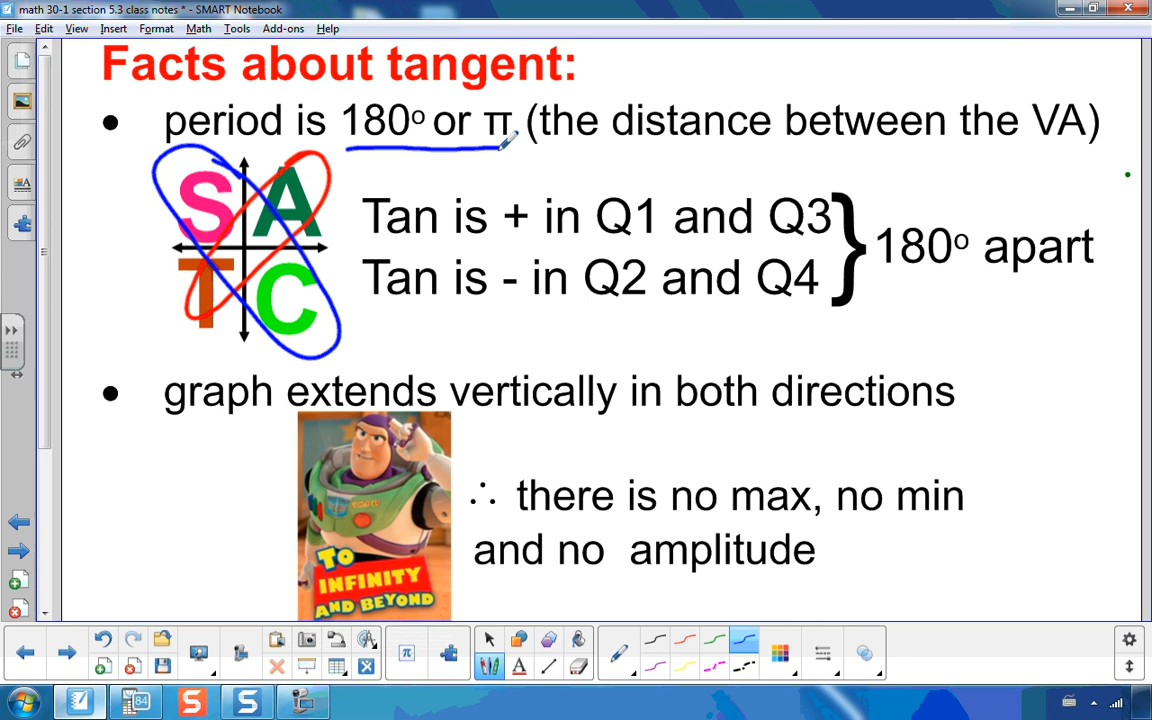 math 30-1 section 5.3 class notes * - SMART Notebook
File Edit View Insert Format Math Tools Add-ons Help
Facts about tangent:
• period is 180º or π (the distance between the VA)
S A
T C
Tan is + in Q1 and Q3
Tan is - in Q2 and Q4
} 180º apart
• graph extends vertically in both directions
TO
INFINITY
AND BEYOND
∴ there is no max, no min
and no amplitude
π
A
84
S S